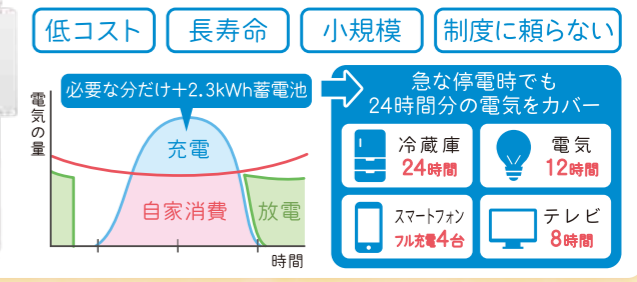 低コスト
長寿命
小規模
制度に頼らない
必要な分だけ+2.3kWh蓄電池
電気の量
充電
自家消費
放電
時間
急な停電時でも
24時間分の電気をカバー
冷蔵庫
24時間
電気
12時間
スマートフォン
フル充電4台
テレビ
8時間